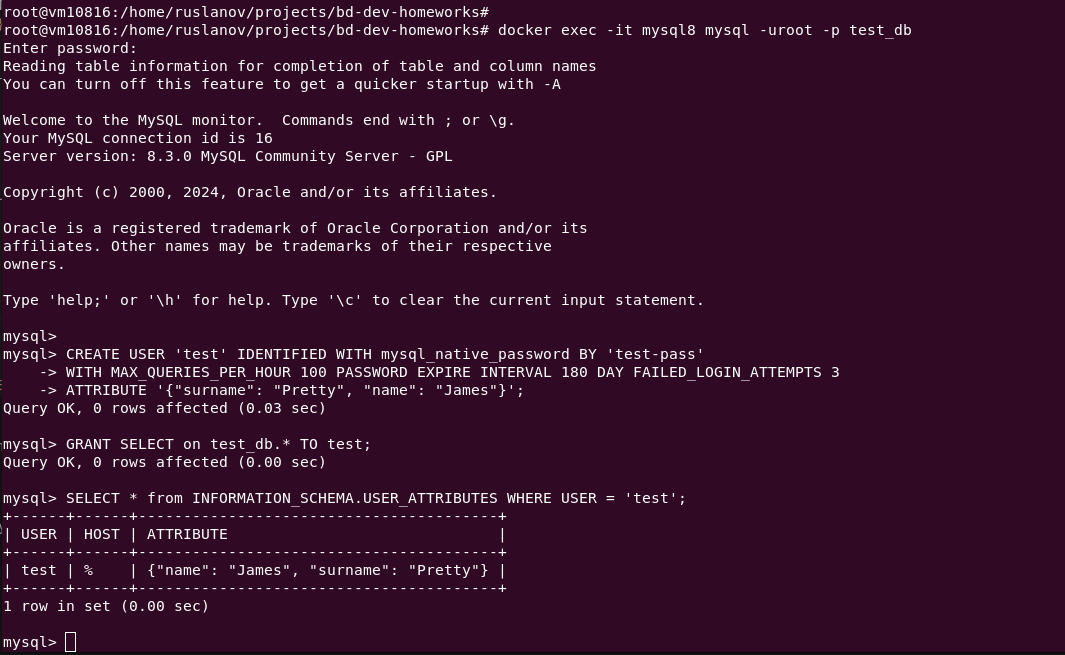 root@vm10816:/home/ruslanov/projects/bd-dev-homeworks#
root@vm10816:/home/ruslanov/projects/bd-dev-homeworks# docker exec -it mysql8 mysql -uroot -p test_db
Enter password:
Reading table information for completion of table and column names
You can turn off this feature to get a quicker startup with -A

Welcome to the MySQL monitor.  Commands end with ; or \g.
Your MySQL connection id is 16
Server version: 8.3.0 MySQL Community Server - GPL

Copyright (c) 2000, 2024, Oracle and/or its affiliates.

Oracle is a registered trademark of Oracle Corporation and/or its
affiliates. Other names may be trademarks of their respective
owners.

Type 'help;' or '\h' for help. Type '\c' to clear the current input statement.

mysql>
mysql> CREATE USER 'test' IDENTIFIED WITH mysql_native_password BY 'test-pass'
    -> WITH MAX_QUERIES_PER_HOUR 100 PASSWORD EXPIRE INTERVAL 180 DAY FAILED_LOGIN_ATTEMPTS 3
    -> ATTRIBUTE '{"surname": "Pretty", "name": "James"}';
Query OK, 0 rows affected (0.03 sec)

mysql> GRANT SELECT on test_db.* TO test;
Query OK, 0 rows affected (0.00 sec)

mysql> SELECT * from INFORMATION_SCHEMA.USER_ATTRIBUTES WHERE USER = 'test';
+------+------+----------------------------------------+
| USER | HOST | ATTRIBUTE                              |
+------+------+----------------------------------------+
| test | %    | {"name": "James", "surname": "Pretty"} |
+------+------+----------------------------------------+
1 row in set (0.00 sec)

mysql>